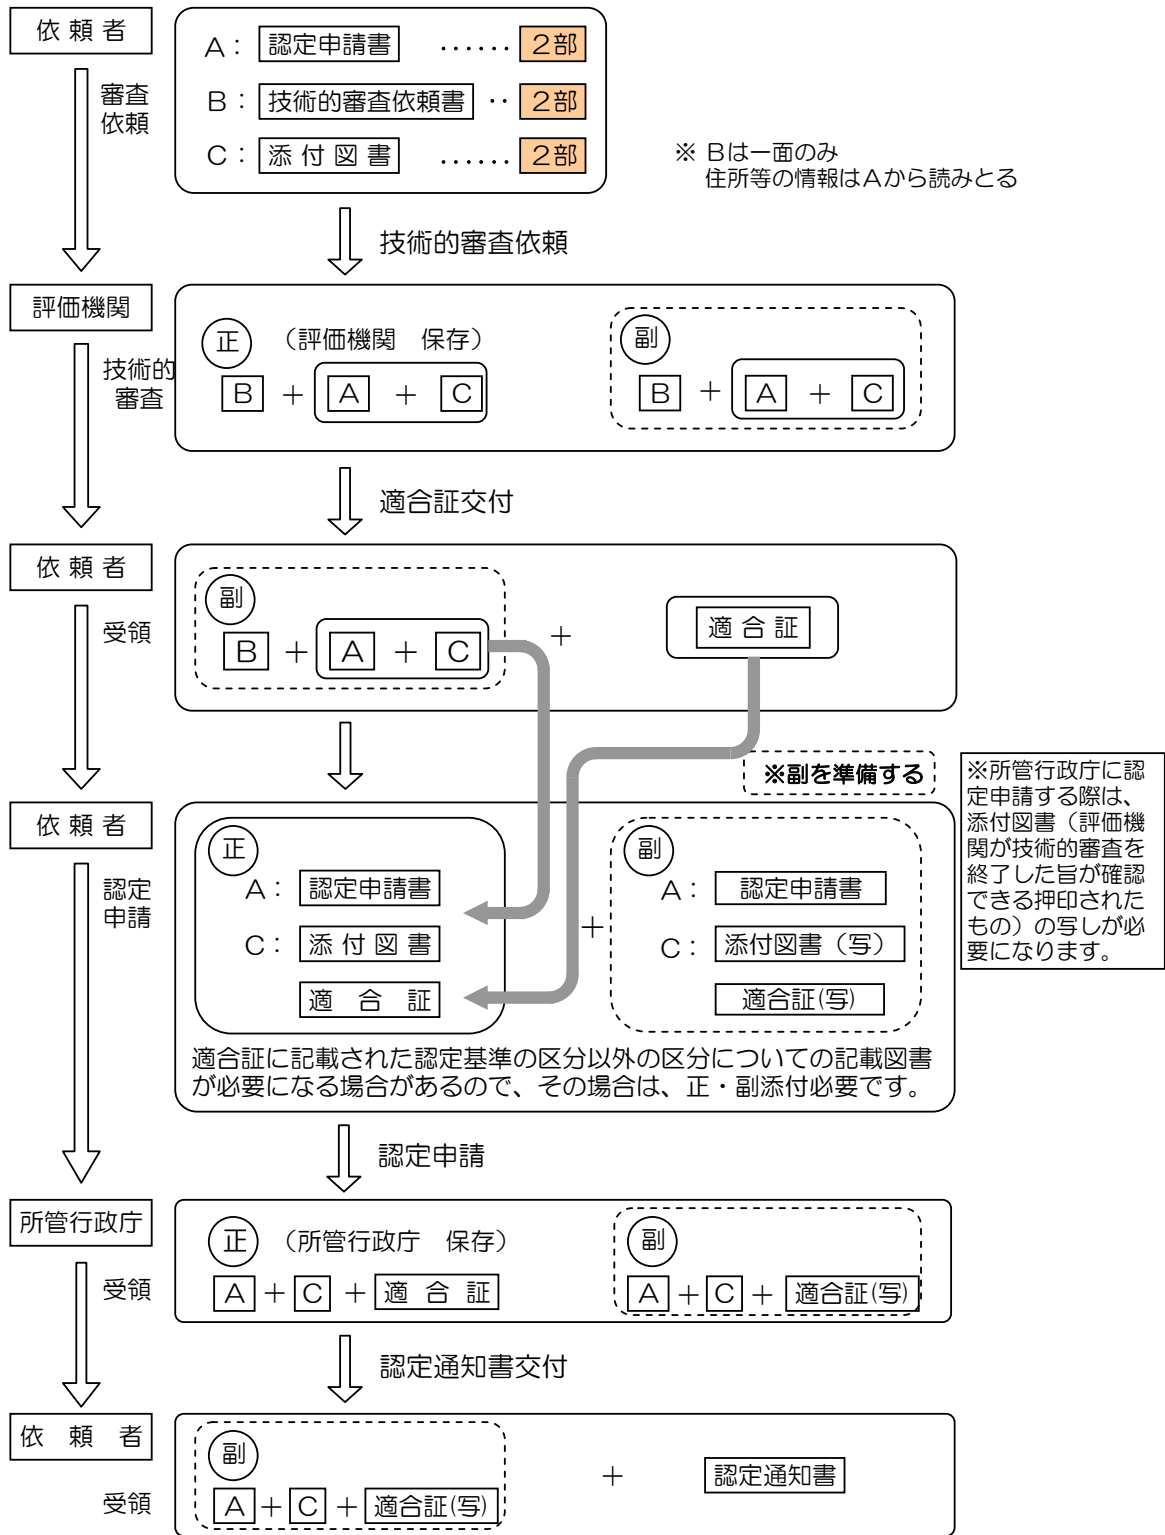 依 頼 者
審査
依頼
A： 認定申請書 …… 2部
B： 技術的審査依頼書 ‥ 2部
C： 添 付 図 書 …… 2部
※ Bは一面のみ
住所等の情報はAから読みとる
技術的審査依頼
評価機関
技術的
審査
正 （評価機関　保存）
B ＋ A ＋ C
副
B ＋ A ＋ C
適合証交付
依 頼 者
受領
副
B ＋ A ＋ C
＋
適 合 証
※副を準備する
※所管行政庁に認
定申請する際は、
添付図書（評価機
関が技術的審査を
終了した旨が確認
できる押印された
もの）の写しが必
要になります。
依 頼 者
認定
申請
正
A： 認定申請書
C： 添 付 図 書
適 合 証
＋
副
A： 認定申請書
C： 添付図書（写）
適合証(写)
適合証に記載された認定基準の区分以外の区分についての記載図書
が必要になる場合があるので、その場合は、正・副添付必要です。
認定申請
所管行政庁
受領
正 （所管行政庁　保存）
A ＋ C ＋ 適 合 証
副
A ＋ C ＋ 適合証(写)
認定通知書交付
依 頼 者
受領
副
A ＋ C ＋ 適合証(写)
＋
認定通知書